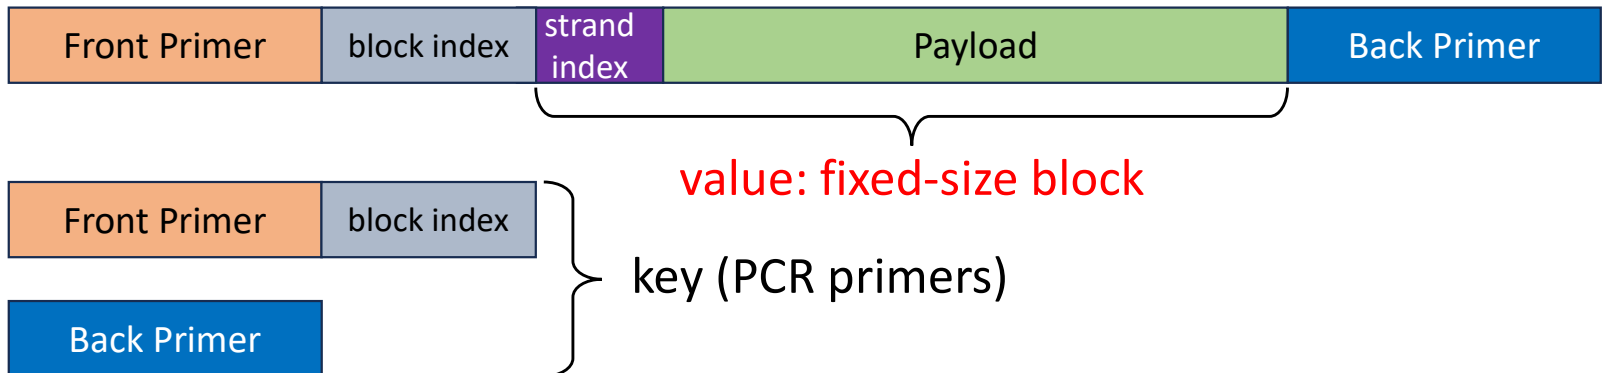 Front Primer
block index
strand
index
Payload
Back Primer
value: fixed-size block
Front Primer
block index
key (PCR primers)
Back Primer